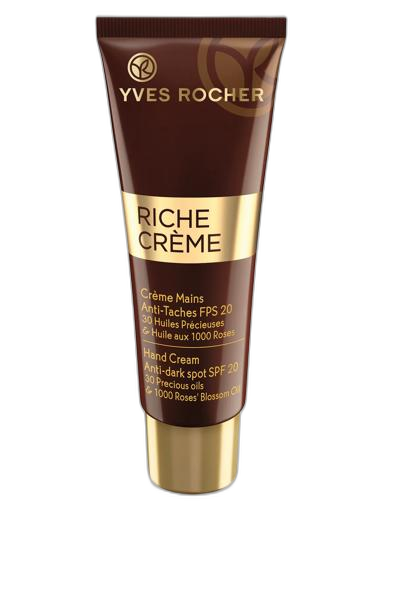 YVES ROCHER
RICHE
CRÈME
Crème Mains
Anti-Taches FPS 20
30 Huiles Précieuses
& Huile aux 1000 Roses
Hand Cream
Anti-dark spot SPF 20
30 Precious oils
& 1000 Roses' Blossom Oil